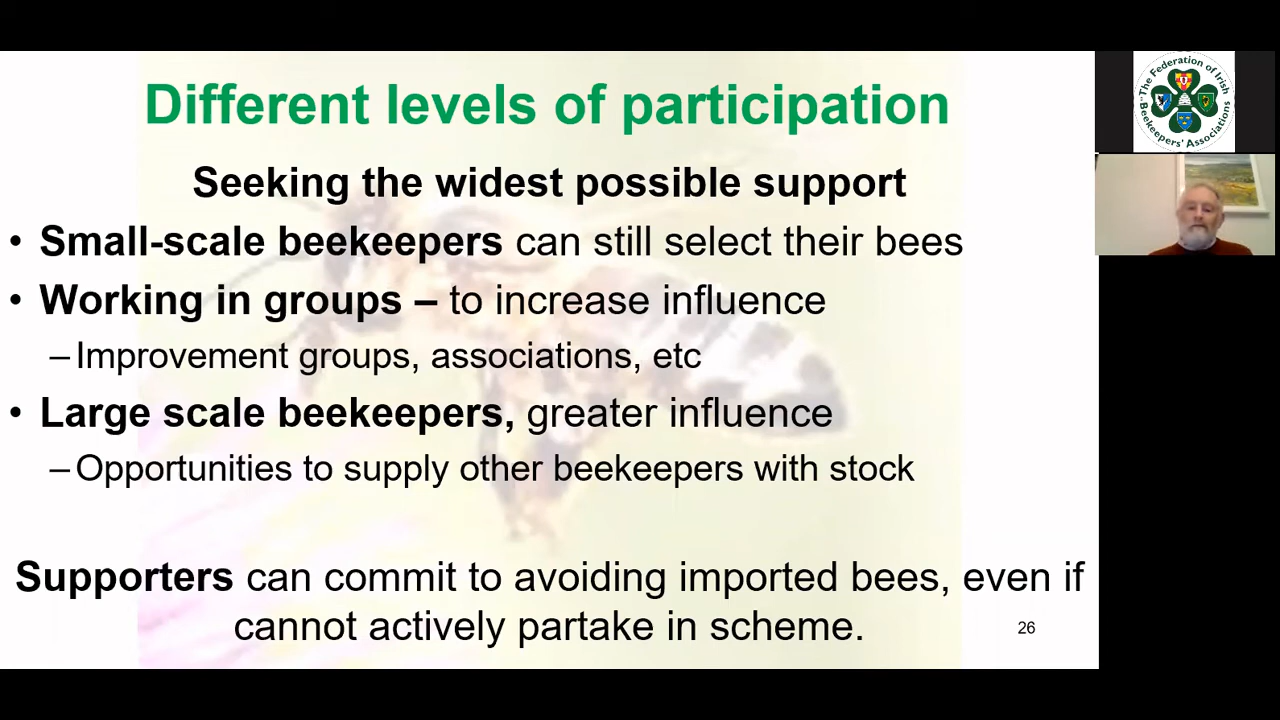 Different levels of participation
Seeking the widest possible support
• Small-scale beekeepers can still select their bees
• Working in groups – to increase influence
– Improvement groups, associations, etc
• Large scale beekeepers, greater influence
– Opportunities to supply other beekeepers with stock
Supporters can commit to avoiding imported bees, even if
cannot actively partake in scheme.
26
"The Federation of Irish
Beekeepers' Associations"